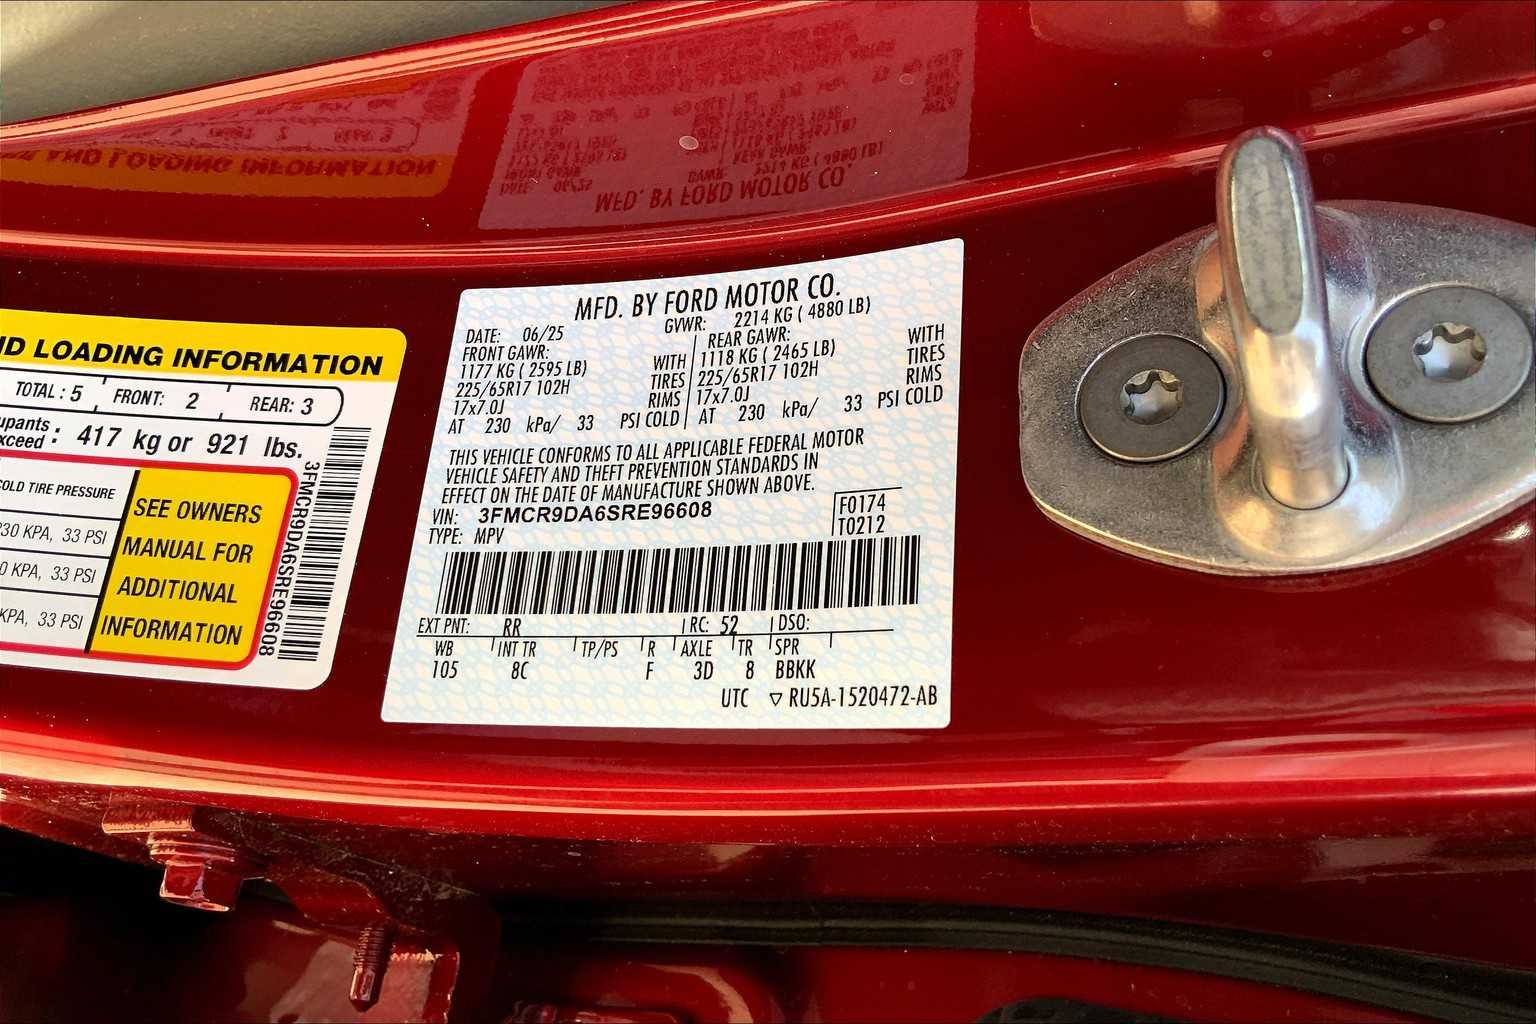 ND LOADING INFORMATION
TOTAL: 5 FRONT: 2 REAR: 3
upants
xceed : 417 kg or 921 lbs.
COLD TIRE PRESSURE
230 KPA, 33 PSI
0 KPA, 33 PSI
KPA, 33 PSI
SEE OWNERS
MANUAL FOR
ADDITIONAL
INFORMATION
3FMCR9DA6SRE96608
MFD. BY FORD MOTOR CO.
DATE: 06/25 GVWR: 2214 KG ( 4880 LB)
FRONT GAWR: REAR GAWR:
1177 KG ( 2595 LB) WITH 1118 KG ( 2465 LB) WITH
225/65R17 102H TIRES 225/65R17 102H TIRES
17x7.0J RIMS 17x7.0J RIMS
AT 230 kPa/ 33 PSI COLD AT 230 kPa/ 33 PSI COLD
THIS VEHICLE CONFORMS TO ALL APPLICABLE FEDERAL MOTOR
VEHICLE SAFETY AND THEFT PREVENTION STANDARDS IN
EFFECT ON THE DATE OF MANUFACTURE SHOWN ABOVE.
VIN: 3FMCR9DA6SRE96608 F0174
TYPE: MPV T0212
EXT PNT: RR RC: 52 DSO:
WB INT TR TP/PS R AXLE TR SPR
105 8C F 3D 8 BBKK
UTC ▽ RU5A-1520472-AB